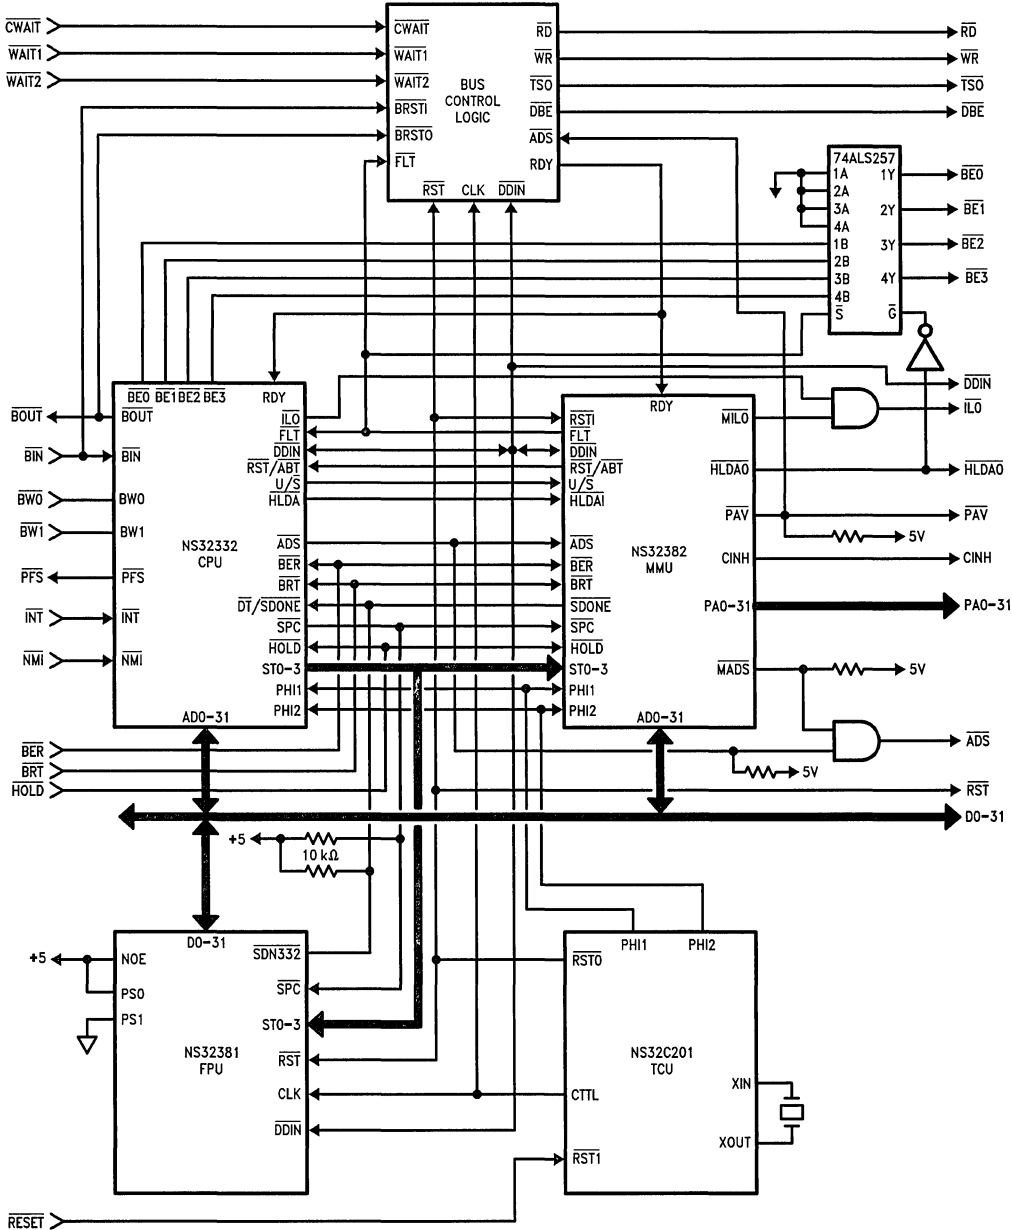 CWAIT
WAIT1
WAIT2
CWAIT
WAIT1
WAIT2
BRSTI
BRSTO
FLT
BUS
CONTROL
LOGIC
RD
WR
TSO
DBE
ADS
RDY
RST CLK DDIN
RD
WR
TSO
DBE
74ALS257
1A
2A
3A
4A
1B
2B
3B
4B
S
1Y
2Y
3Y
4Y
G
BE0
BE1
BE2
BE3
BOUT
BIN
BW0
BW1
PFS
INT
NMI
BE0 BE1 BE2 BE3
RDY
BOUT
BIN
BW0
BW1
PFS
INT
NMI
NS32332
CPU
ILO
FLT
DDIN
RST/ABT
U/S
HLDA
ADS
BER
BRT
DT/SDONE
SPC
HOLD
ST0-3
PHI1
PHI2
AD0-31
RDY
RSTI
FLT
DDIN
RST/ABT
U/S
HLDAI
ADS
BER
BRT
SDONE
SPC
HOLD
ST0-3
PHI1
PHI2
NS32382
MMU
MILO
HLDAO
PAV
CINH
PA0-31
MADS
AD0-31
DDIN
ILO
HLDAO
PAV
5V
CINH
PA0-31
5V
ADS
5V
RST
D0-31
BER
BRT
HOLD
+5
10 kΩ
+5
D0-31
NOE
PS0
PS1
NS32381
FPU
SDN332
SPC
ST0-3
RST
CLK
DDIN
PHI1 PHI2
RSTO
CTTL
RST1
NS32C201
TCU
XIN
XOUT
RESET